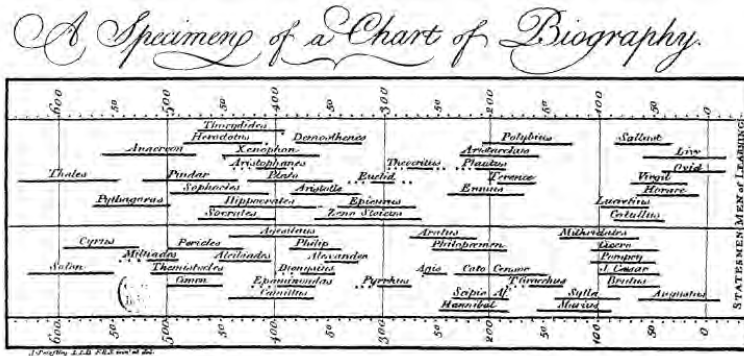 A Specimen of a Chart of Biography.
600 50 500 50 400 50 300 50 200 50 100 50 0
Thucydides
Herodotus Demosthenes Polybius Sallust
Anacreon Xenophon Aristarchus Livy
Aristophanes Theocritus Plautus Ovid
Thales Pindar Plato Euclid Terence Virgil
Sophocles Aristotle Ennius Horace
Pythagoras Hippocrates Epicurus Lucretius
Socrates Zeno Stoicus Catullus
MEN of LEARNING.
Agesilaus Aratus Mithridates
Cyrus Pericles Philip Philopœmen Cicero
Miltiades Alcibiades Alexander Pompey
Solon Themistocles Dionysius Agis Cato Censor J. Cæsar
Cimon Epaminondas Pyrrhus T Gracchus Brutus
Camillus Scipio Af. Sylla Augustus
Hannibal Marius
STATESMEN
600 50 500 50 400 50 300 50 200 50 100 50 0